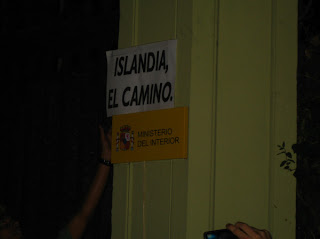 ISLANDIA,
EL CAMINO.
MINISTERIO
DEL INTERIOR